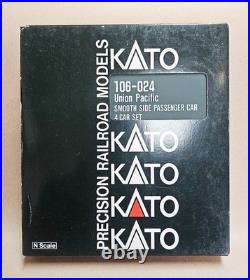 PRECISION RAILROAD MODELS
KATO
106-024
Union Pacific
SMOOTH SIDE PASSENGER CAR
4 CAR SET
KATO
KATO
KATO
KATO
N Scale